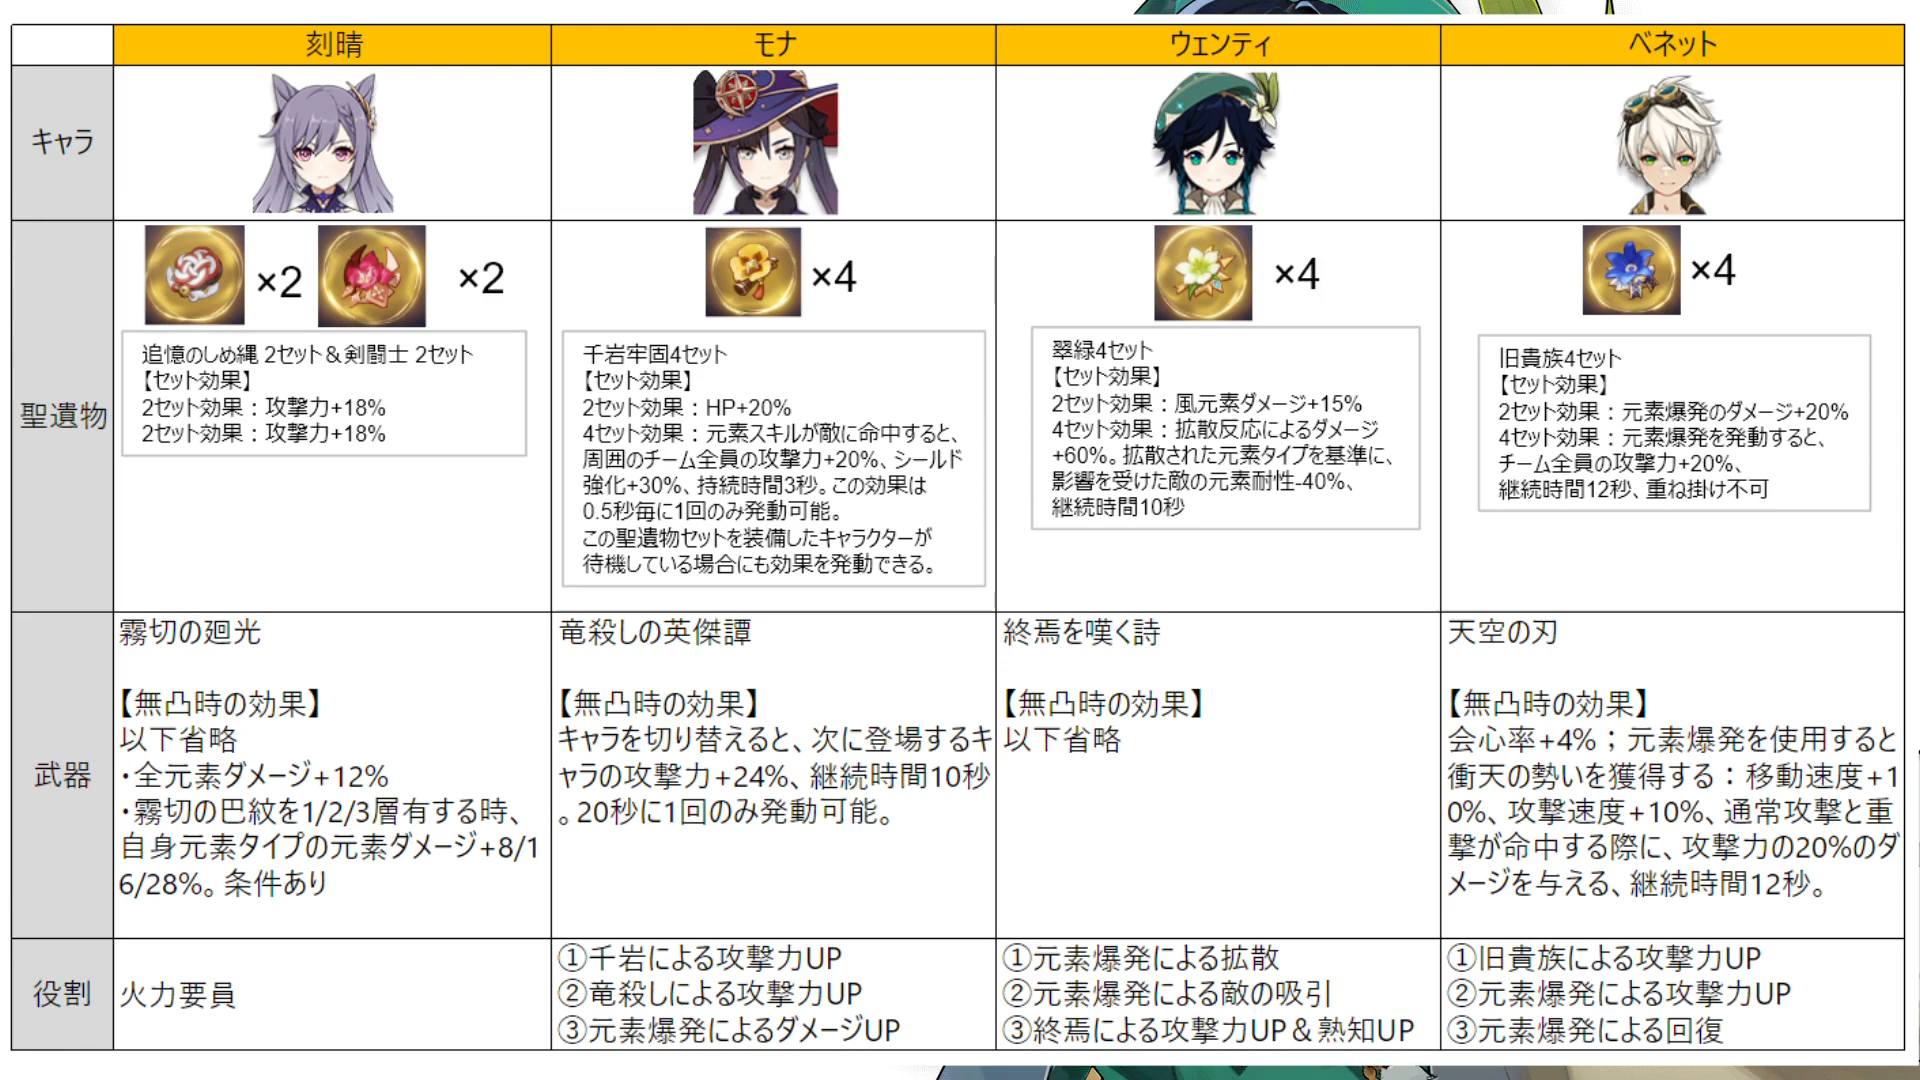 刻晴
モナ
ウェンティ
ベネット
キャラ
聖遺物
×2
×2
追憶のしめ縄 2セット＆剣闘士 2セット
【セット効果】
2セット効果：攻撃力+18%
2セット効果：攻撃力+18%
×4
千岩牢固4セット
【セット効果】
2セット効果：HP+20%
4セット効果：元素スキルが敵に命中すると、
周囲のチーム全員の攻撃力+20%、シールド
強化+30%、持続時間3秒。この効果は
0.5秒毎に1回のみ発動可能。
この聖遺物セットを装備したキャラクターが
待機している場合にも効果を発動できる。
×4
翠緑4セット
【セット効果】
2セット効果：風元素ダメージ+15%
4セット効果：拡散反応によるダメージ
+60%。拡散された元素タイプを基準に、
影響を受けた敵の元素耐性-40%、
継続時間10秒
×4
旧貴族4セット
【セット効果】
2セット効果：元素爆発のダメージ+20%
4セット効果：元素爆発を発動すると、
チーム全員の攻撃力+20%、
継続時間12秒、重ね掛け不可
武器
霧切の廻光
【無凸時の効果】
以下省略
・全元素ダメージ+12%
・霧切の巴紋を1/2/3層有する時、
自身元素タイプの元素ダメージ+8/1
6/28%。条件あり
竜殺しの英傑譚
【無凸時の効果】
キャラを切り替えると、次に登場するキ
ャラの攻撃力+24%、継続時間10秒
。20秒に1回のみ発動可能。
終焉を嘆く詩
【無凸時の効果】
以下省略
天空の刃
【無凸時の効果】
会心率+4%；元素爆発を使用すると
衝天の勢いを獲得する：移動速度+1
0%、攻撃速度+10%、通常攻撃と重
撃が命中する際に、攻撃力の20%のダ
メージを与える、継続時間12秒。
役割
火力要員
①千岩による攻撃力UP
②竜殺しによる攻撃力UP
③元素爆発によるダメージUP
①元素爆発による拡散
②元素爆発による敵の吸引
③終焉による攻撃力UP＆熟知UP
①旧貴族による攻撃力UP
②元素爆発による攻撃力UP
③元素爆発による回復